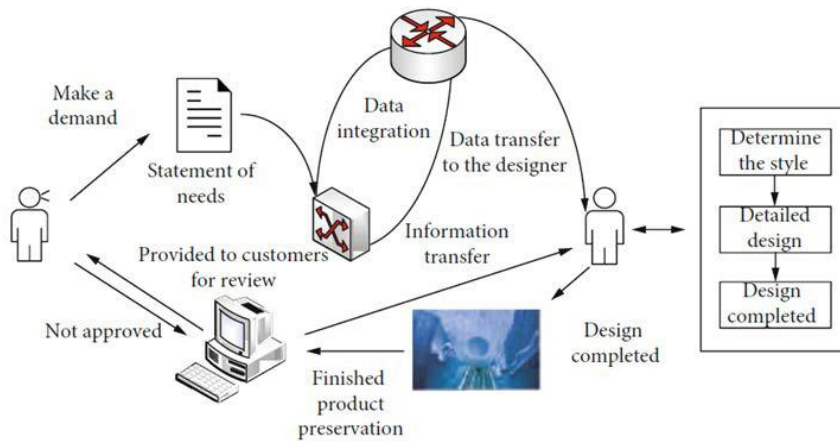 Make a
demand
Statement of
needs
Data
integration
Data transfer
to the designer
Determine
the style
Detailed
design
Design
completed
Provided to customers
for review
Information
transfer
Not approved
Design
completed
Finished
product
preservation